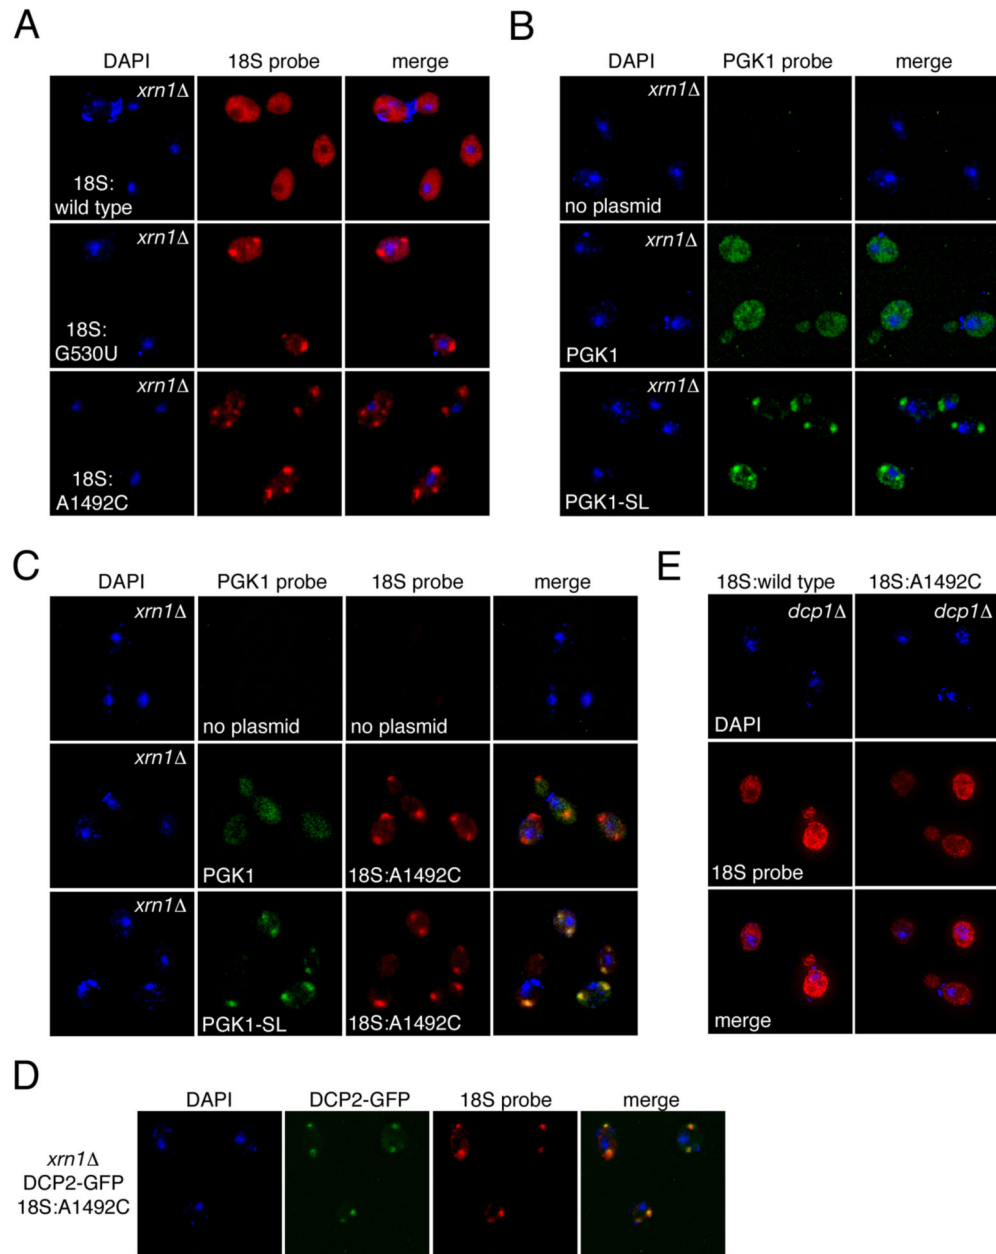 A
DAPI 18S probe merge
xrn1Δ
18S:
wild type
xrn1Δ
18S:
G530U
xrn1Δ
18S:
A1492C
B
DAPI PGK1 probe merge
xrn1Δ
no plasmid
xrn1Δ
PGK1
xrn1Δ
PGK1-SL
C
DAPI PGK1 probe 18S probe merge
xrn1Δ
no plasmid no plasmid
xrn1Δ
PGK1 18S:A1492C
xrn1Δ
PGK1-SL 18S:A1492C
E
18S:wild type 18S:A1492C
dcp1Δ dcp1Δ
DAPI
18S probe
merge
D
DAPI DCP2-GFP 18S probe merge
xrn1Δ
DCP2-GFP
18S:A1492C